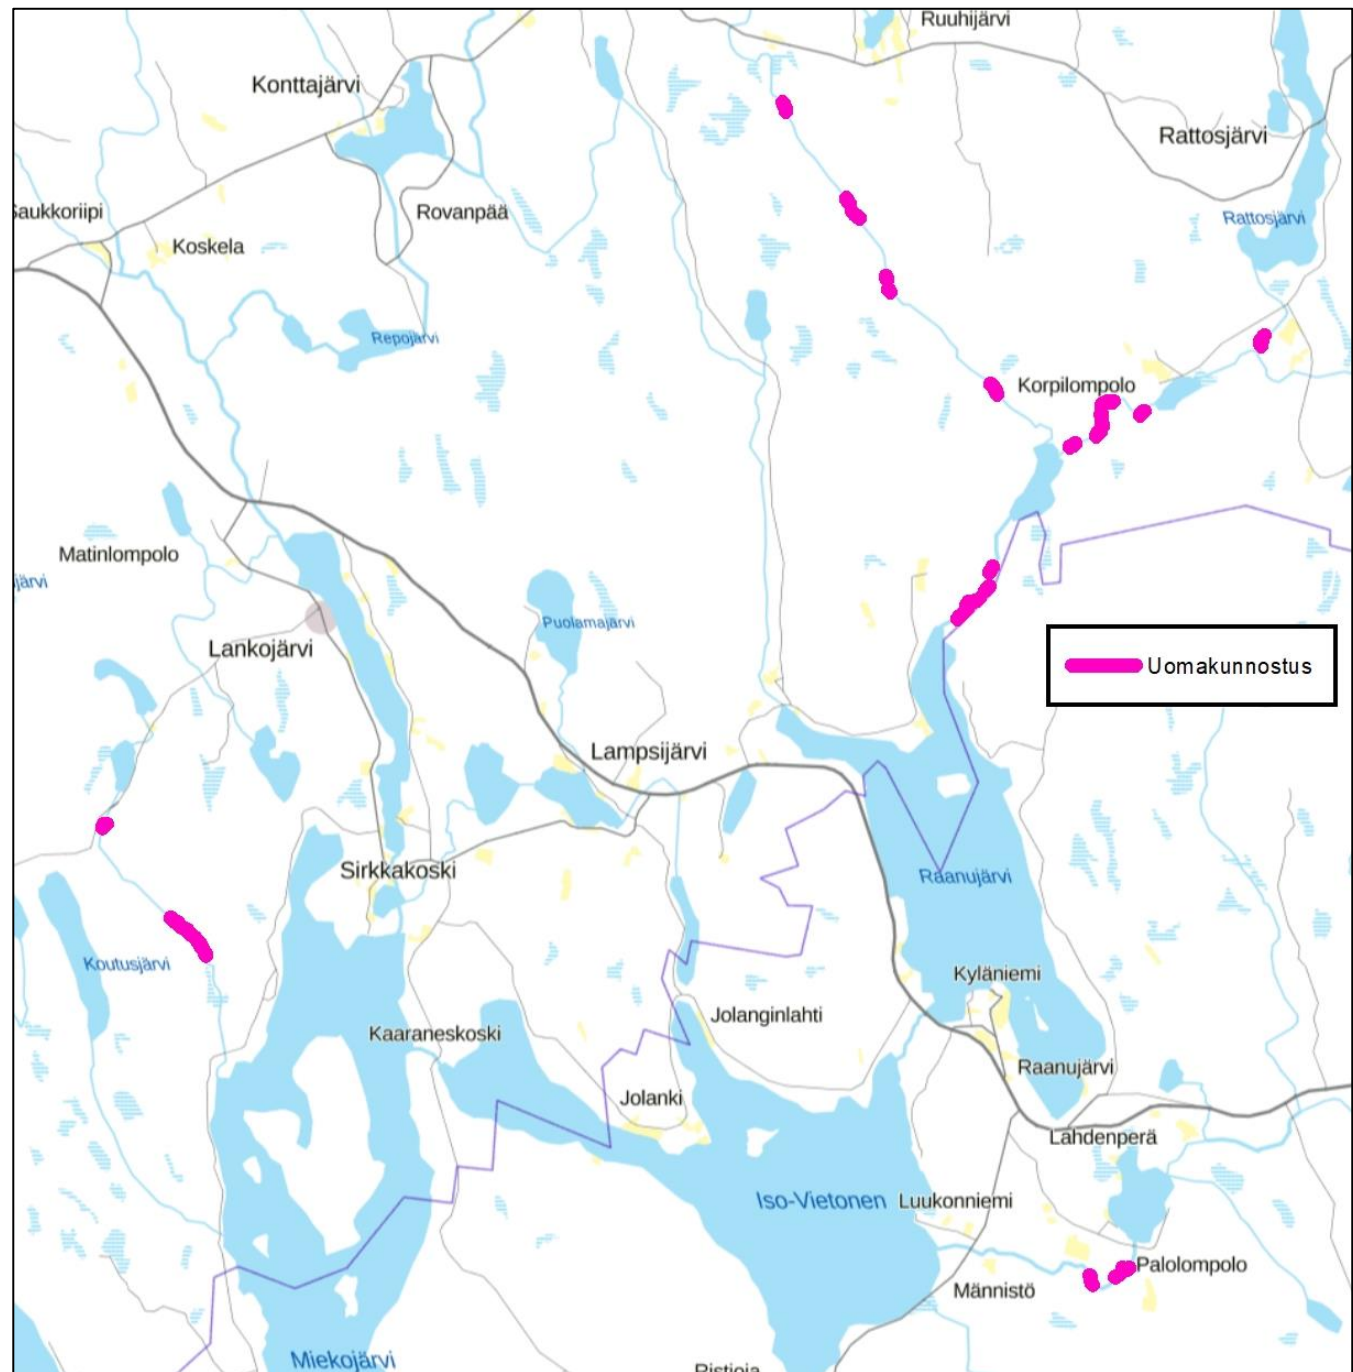 Ruuhijärvi
Konttajärvi
Rattosjärvi
Saukkoriipi
Rovanpää
Rattosjärvi
Koskela
Repojärvi
Korpilompolo
Matinlompolo
järvi
Puolamajärvi
Lankojärvi
Uomakunnostus
Lampsijärvi
Sirkkakoski
Raanujärvi
Koutusjärvi
Kyläniemi
Jolanginlahti
Kaaraneskoski
Raanujärvi
Jolanki
Lahdenperä
Iso-Vietonen
Luukonniemi
Palolompolo
Männistö
Miekojärvi